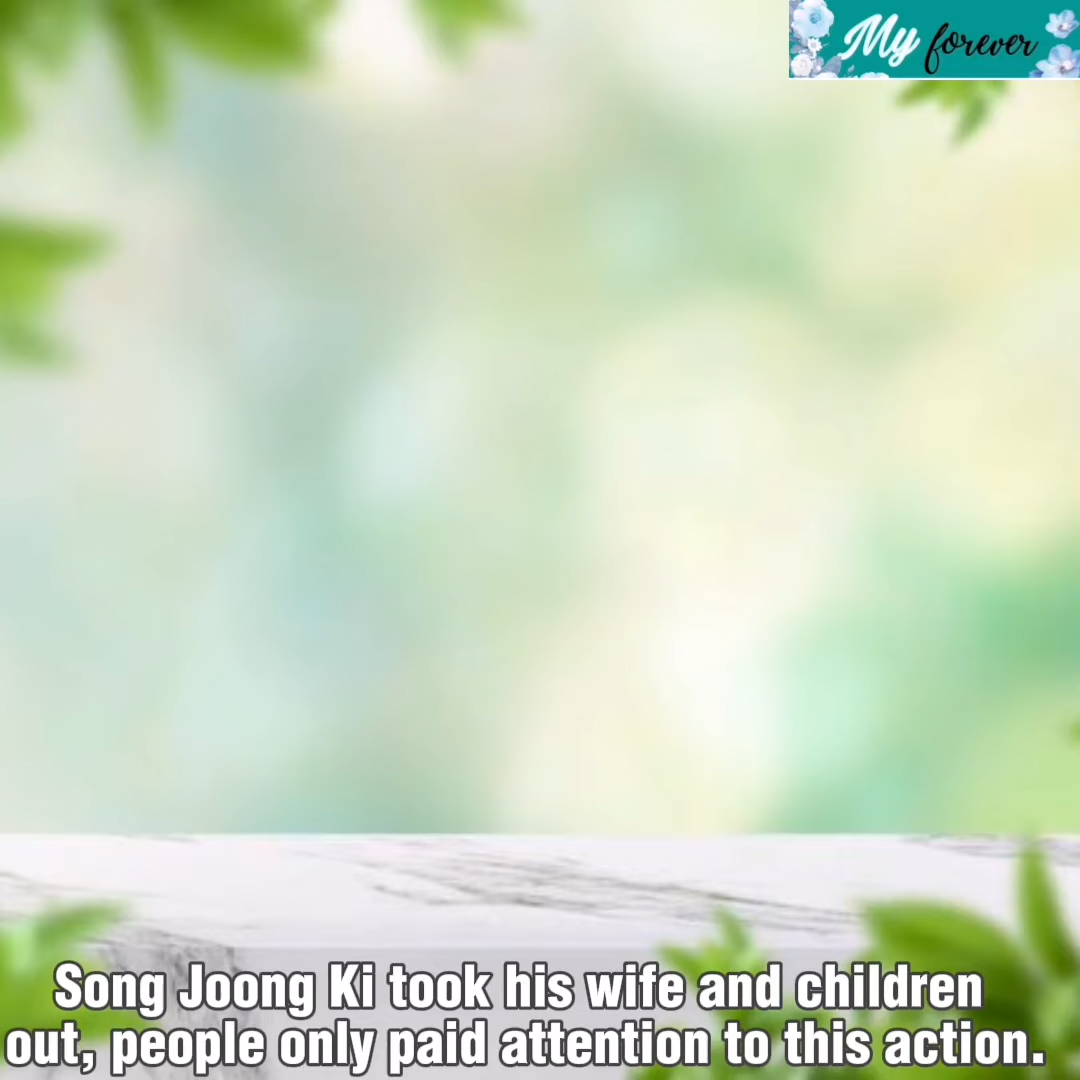 My forever
Song Joong Ki took his wife and children
out, people only paid attention to this action.